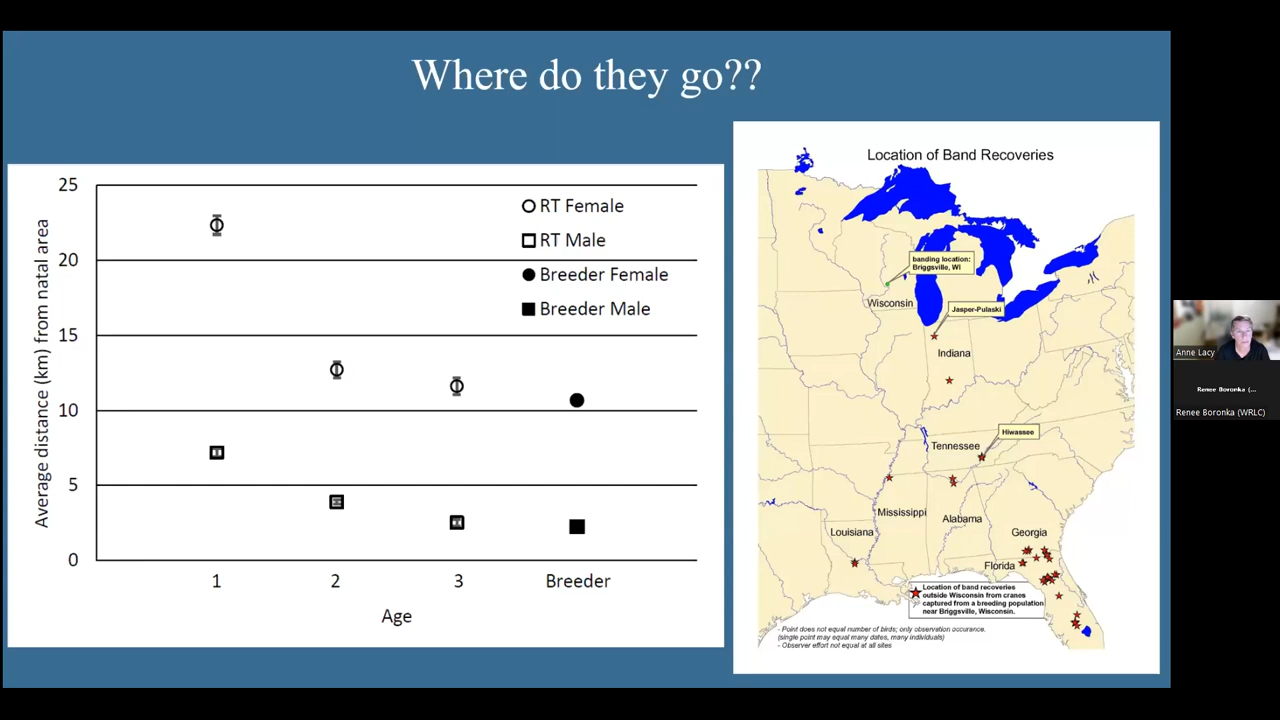 Where do they go??
Average distance (km) from natal area
25
20
15
10
5
0
RT Female
RT Male
Breeder Female
Breeder Male
1
2
3
Breeder
Age
Location of Band Recoveries
banding location:
Briggsville, WI
Wisconsin
Jasper-Pulaski
Indiana
Hiwassee
Tennessee
Mississippi
Alabama
Louisiana
Georgia
Florida
Location of band recoveries
outside Wisconsin from cranes
captured from a breeding population
near Briggsville, Wisconsin.
- Point does not equal number of birds; only observation occurance.
(single point may equal many dates, many individuals)
- Observer effort not equal at all sites
Anne Lacy
Renee Boronka (...
Renee Boronka (WRLC)